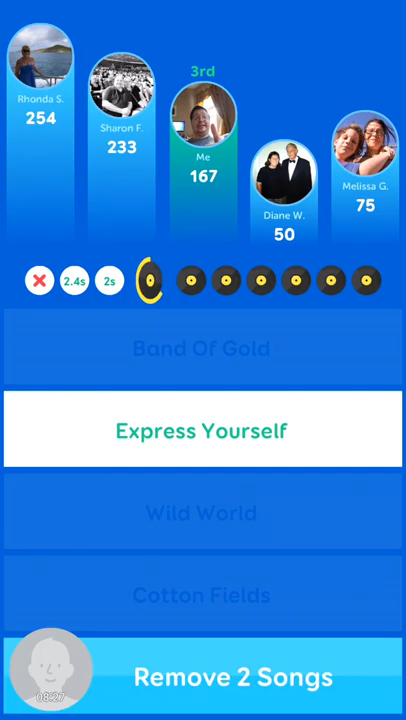 Rhonda S.
254
Sharon F.
233
3rd
Me
167
Diane W.
50
Melissa G.
75
2.4s
2s
Band Of Gold
Express Yourself
Wild World
Cotton Fields
08:27
Remove 2 Songs